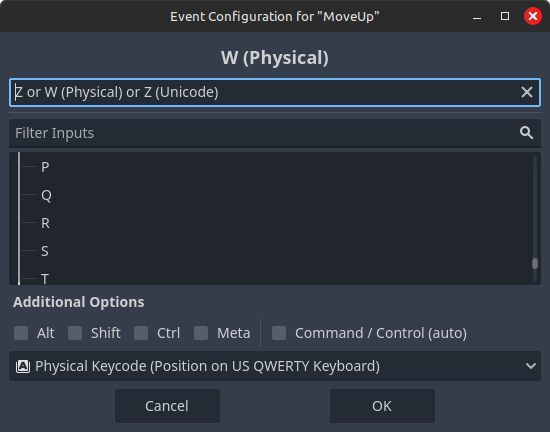 Event Configuration for "MoveUp"
W (Physical)
Z or W (Physical) or Z (Unicode)
Filter Inputs
P
Q
R
S
T
Additional Options
Alt Shift Ctrl Meta Command / Control (auto)
Physical Keycode (Position on US QWERTY Keyboard)
Cancel OK